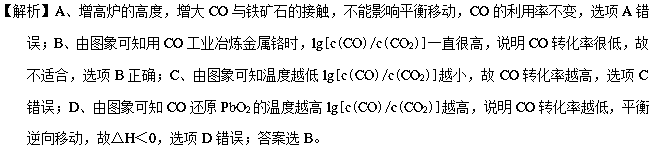 【解析】A、增高炉的高度，增大 CO 与铁矿石的接触，不能影响平衡移动，CO 的利用率不变，选项 A 错
误；B、由图象可知用 CO 工业冶炼金属铬时，lg[c(CO)/c(CO₂)]一直很高，说明 CO 转化率很低，故
不适合，选项 B 正确；C、由图象可知温度越低 lg[c(CO)/c(CO₂)]越小，故 CO 转化率越高，选项 C
错误；D、由图象可知 CO 还原 PbO₂的温度越高 lg[c(CO)/c(CO₂)]越高，说明 CO 转化率越低，平衡
逆向移动，故△H＜0，选项 D 错误；答案选 B。